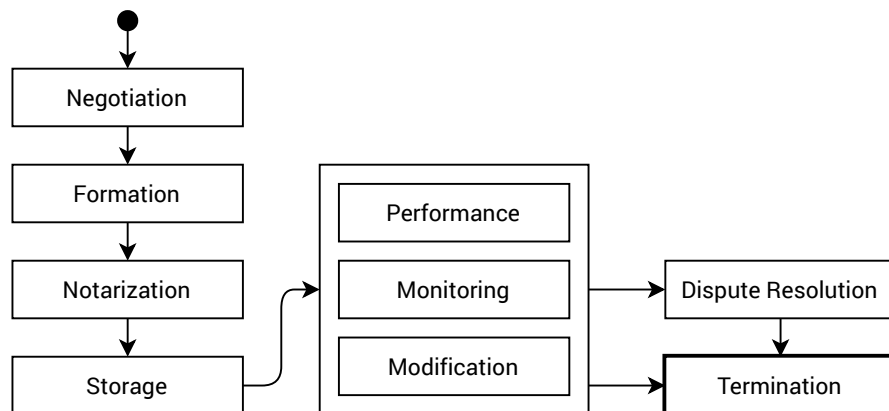 Negotiation
Formation
Notarization
Storage
Performance
Monitoring
Modification
Dispute Resolution
Termination